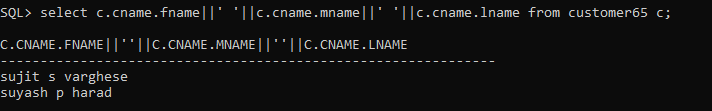 SQL> select c.cname.fname||' '||c.cname.mname||' '||c.cname.lname from customer65 c;
C.CNAME.FNAME||''||C.CNAME.MNAME||''||C.CNAME.LNAME
--------------------------------------------------------------
sujit s varghese
suyash p harad